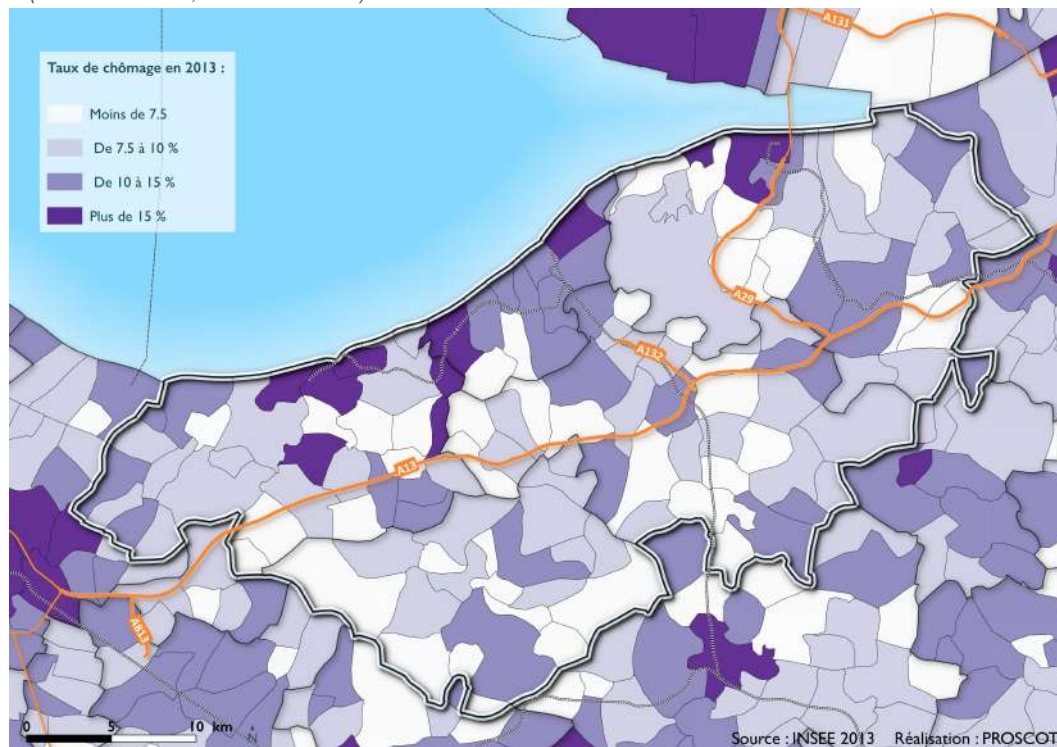 Taux de chômage en 2013 :
Moins de 7.5
De 7.5 à 10 %
De 10 à 15 %
Plus de 15 %
A131
A29
A132
A13
A813
0 5 10 km
N
Source : INSEE 2013 Réalisation : PROSCOT